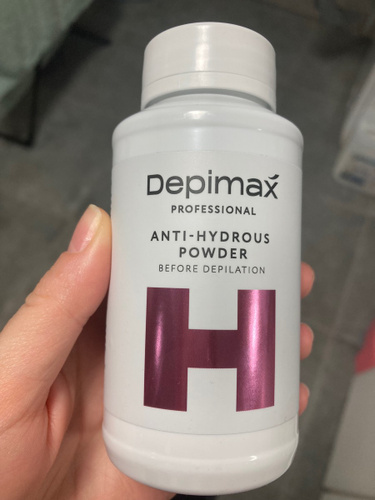 Depimax
PROFESSIONAL
ANTI-HYDROUS
POWDER
BEFORE DEPILATION
H